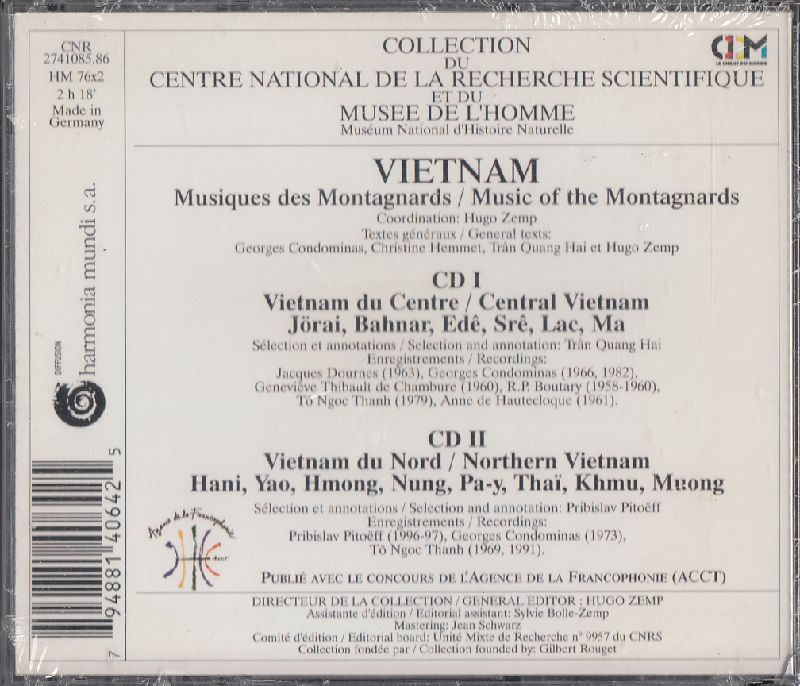 CNR
2741085.86
HM 76x2
2 h 18'
Made in
Germany
DIFFUSION
harmonia mundi s.a.
7 94881 40642 5
COLLECTION
DU
CENTRE NATIONAL DE LA RECHERCHE SCIENTIFIQUE
ET DU
MUSEE DE L'HOMME
Muséum National d'Histoire Naturelle
LE CHANT DU MONDE
VIETNAM
Musiques des Montagnards / Music of the Montagnards
Coordination: Hugo Zemp
Textes généraux / General texts:
Georges Condominas, Christine Hemmet, Trân Quang Hai et Hugo Zemp
CD I
Vietnam du Centre / Central Vietnam
Jörai, Bahnar, Edê, Srê, Lac, Ma
Sélection et annotations / Selection and annotation: Trân Quang Hai
Enregistrements / Recordings:
Jacques Dournes (1963), Georges Condominas (1966, 1982),
Geneviève Thibault de Chambure (1960), R.P. Boutary (1958-1960),
Tô Ngoc Thanh (1979), Anne de Hautecloque (1961).
CD II
Vietnam du Nord / Northern Vietnam
Hani, Yao, Hmong, Nung, Pa-y, Thaï, Khmu, Muong
Sélection et annotations / Selection and annotation: Pribislav Pitoëff
Enregistrements / Recordings:
Pribislav Pitoëff (1996-97), Georges Condominas (1973),
Tô Ngoc Thanh (1969, 1991).
Agence de la Francophonie
ACCT
PUBLIÉ AVEC LE CONCOURS DE L'AGENCE DE LA FRANCOPHONIE (ACCT)
DIRECTEUR DE LA COLLECTION / GENERAL EDITOR : HUGO ZEMP
Assistante d'édition / Editorial assistant: Sylvie Bolle-Zemp
Mastering: Jean Schwarz
Comité d'édition / Editorial board: Unité Mixte de Recherche n° 9957 du CNRS
Collection fondée par / Collection founded by: Gilbert Rouget